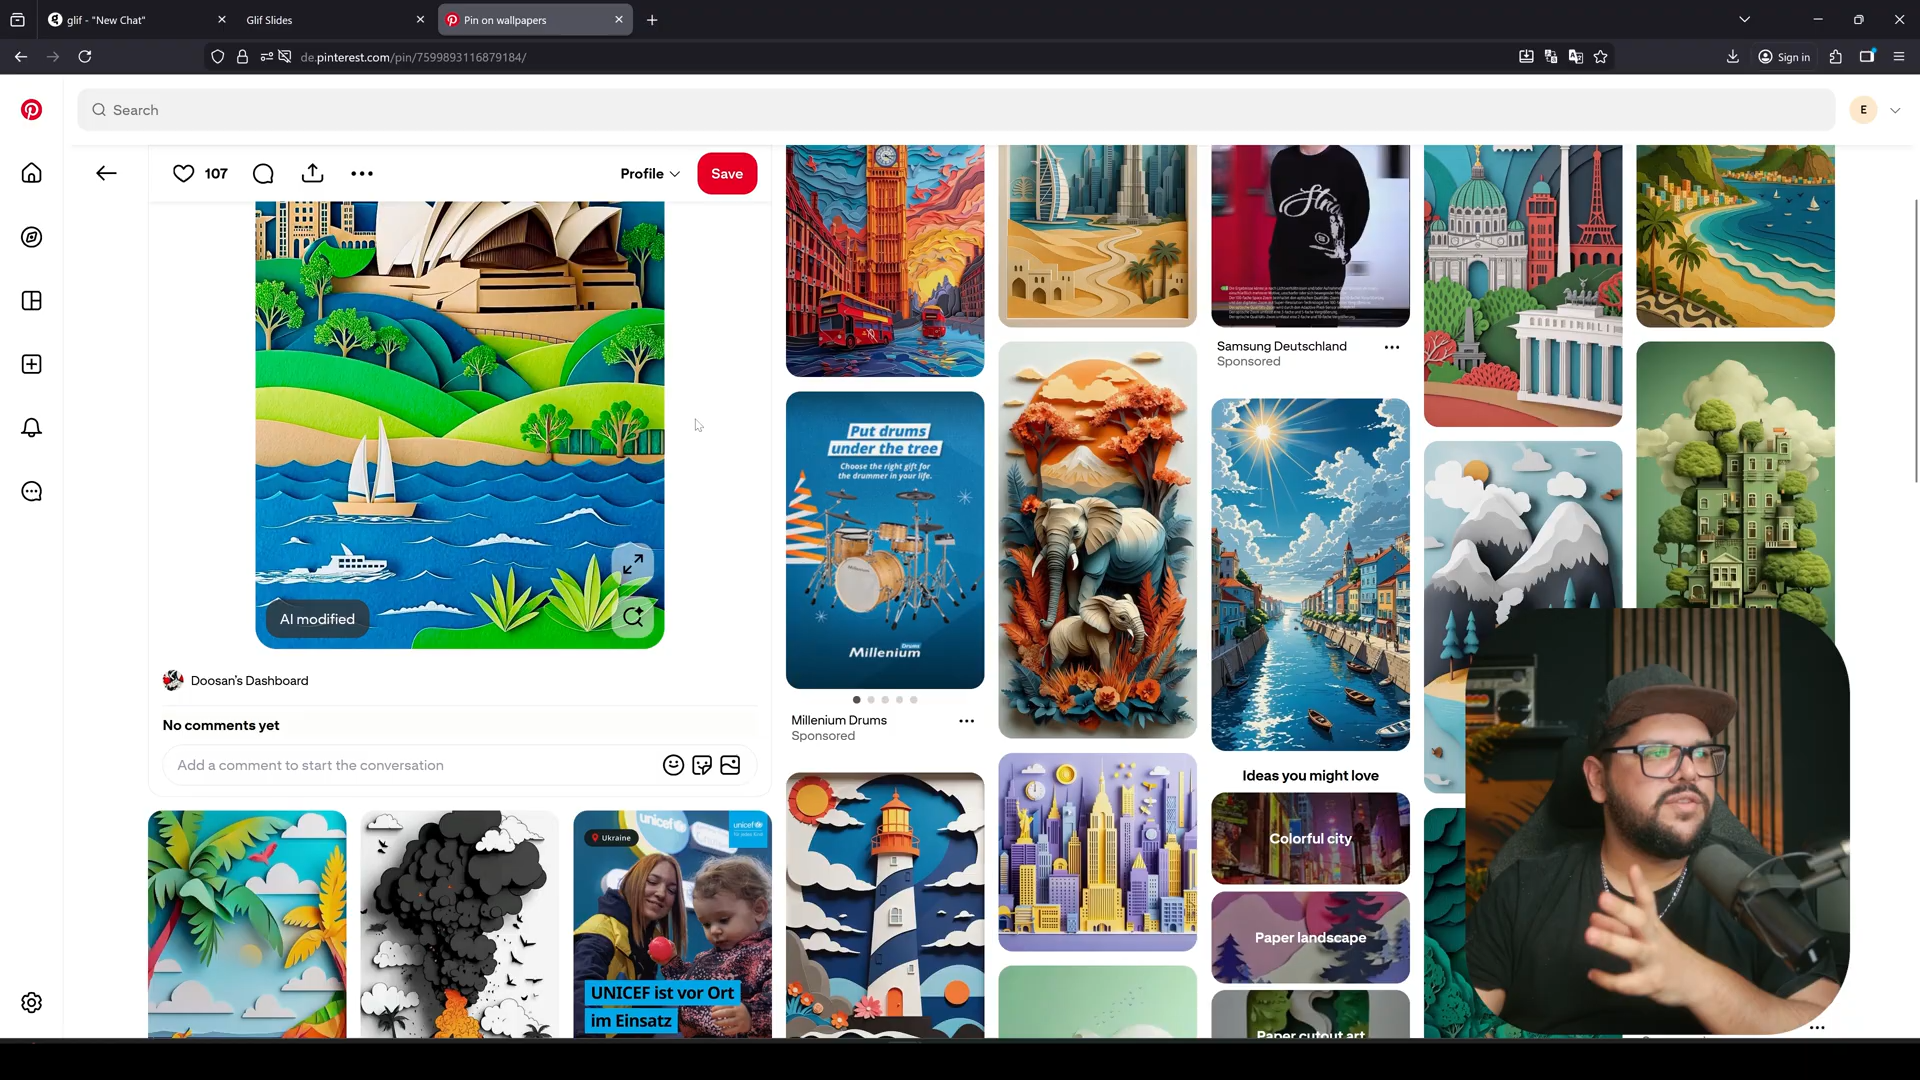 glif - "New Chat"
Glif Slides
Pin on wallpapers
de.pinterest.com/pin/7599893116879184/
Sign in
Search
E
107
Profile
Save
AI modified
Doosan's Dashboard
No comments yet
Add a comment to start the conversation
Put drums
under the tree
Choose the right gift for
the drummer in your life.
Millenium
Drums
Millenium Drums
Sponsored
Samsung Deutschland
Sponsored
Ideas you might love
Colorful city
Paper landscape
Paper cutout art
Ukraine
unicef
unicef
UNICEF ist vor Ort
im Einsatz